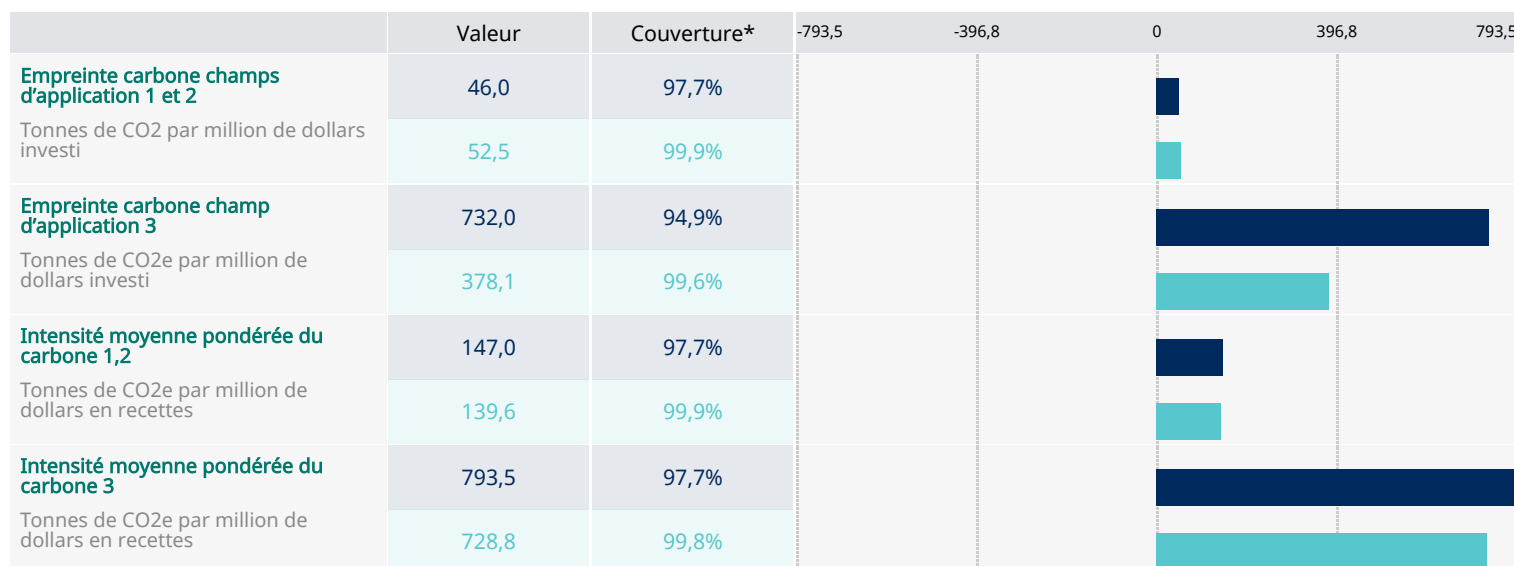 Valeur Couverture* -793,5 -396,8 0 396,8 793,5
Empreinte carbone champs
d’application 1 et 2
Tonnes de CO2 par million de dollars
investi
46,0 97,7%
52,5 99,9%
Empreinte carbone champ
d’application 3
Tonnes de CO2e par million de
dollars investi
732,0 94,9%
378,1 99,6%
Intensité moyenne pondérée du
carbone 1,2
Tonnes de CO2e par million de
dollars en recettes
147,0 97,7%
139,6 99,9%
Intensité moyenne pondérée du
carbone 3
Tonnes de CO2e par million de
dollars en recettes
793,5 97,7%
728,8 99,8%